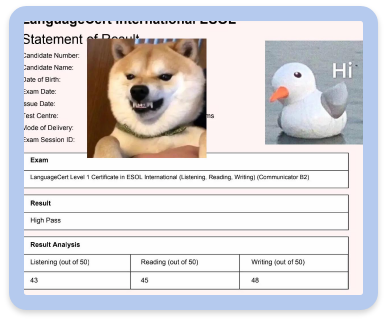 LanguageCert International ESOL
Statement of Result
Candidate Number:
Candidate Name:
Date of Birth:
Exam Date:
Issue Date:
Test Centre:
Mode of Delivery:
Exam Session ID:
Hi
Exam
LanguageCert Level 1 Certificate in ESOL International (Listening, Reading, Writing) (Communicator B2)
Result
High Pass
Result Analysis
Listening (out of 50) Reading (out of 50) Writing (out of 50)
43 45 48